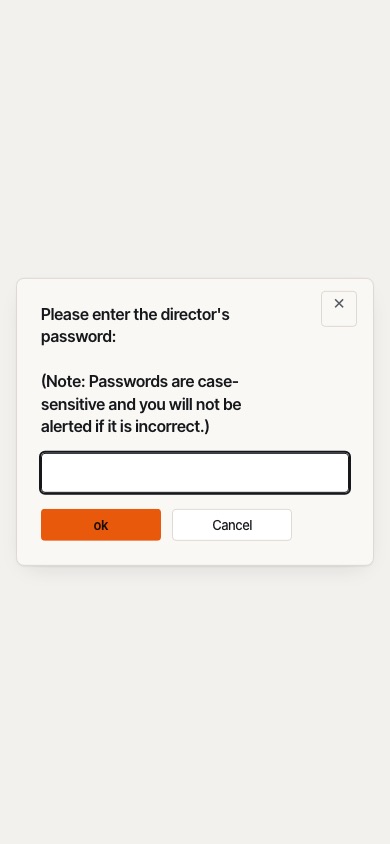 Please enter the director's
password:
(Note: Passwords are case-
sensitive and you will not be
alerted if it is incorrect.)
ok
Cancel